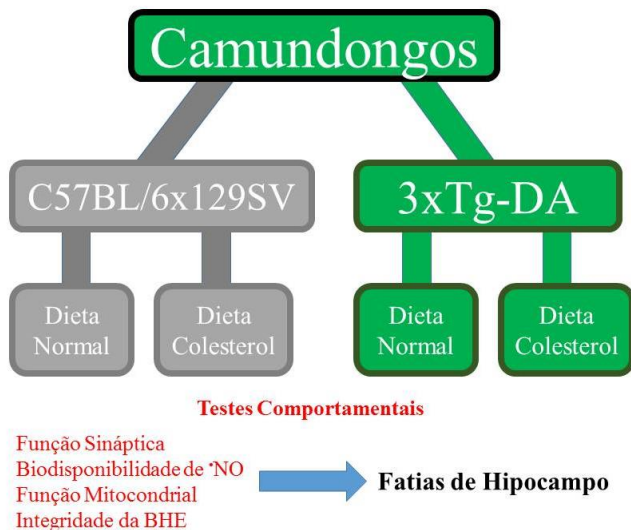 Camundongos
C57BL/6x129SV
3xTg-DA
Dieta
Normal
Dieta
Colesterol
Dieta
Normal
Dieta
Colesterol
Testes Comportamentais
Função Sináptica
Biodisponibilidade de •NO
Função Mitocondrial
Integridade da BHE
Fatias de Hipocampo